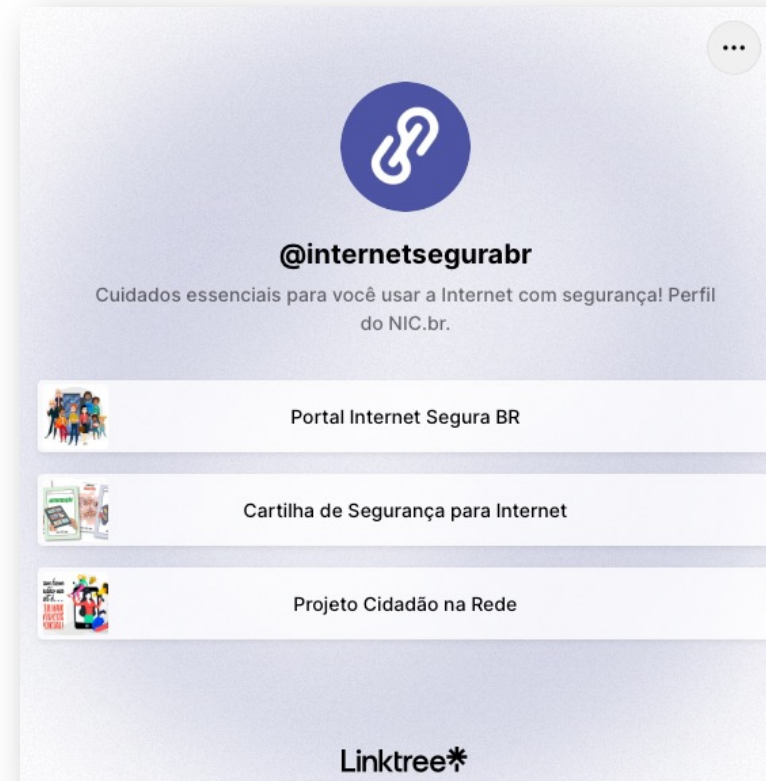 @internetsegurabr
Cuidados essenciais para você usar a Internet com segurança! Perfil
do NIC.br.
Portal Internet Segura BR
Cartilha de Segurança para Internet
Projeto Cidadão na Rede
Linktree